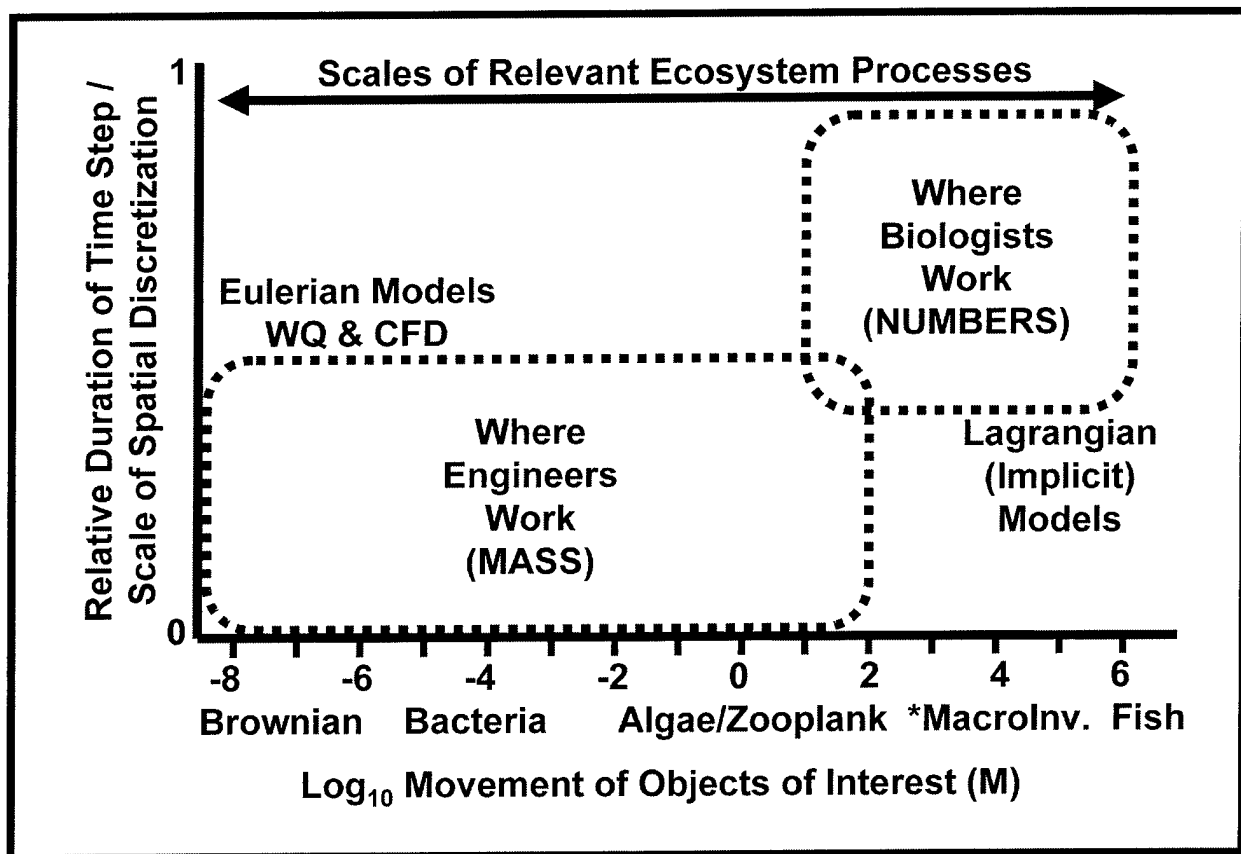 Scales of Relevant Ecosystem Processes
1
Relative Duration of Time Step /
Scale of Spatial Discretization
0
Where
Biologists
Work
(NUMBERS)
Eulerian Models
WQ & CFD
Where
Engineers
Work
(MASS)
Lagrangian
(Implicit)
Models
-8 -6 -4 -2 0 2 4 6
Brownian Bacteria Algae/Zooplank *MacroInv. Fish
Log₁₀ Movement of Objects of Interest (M)